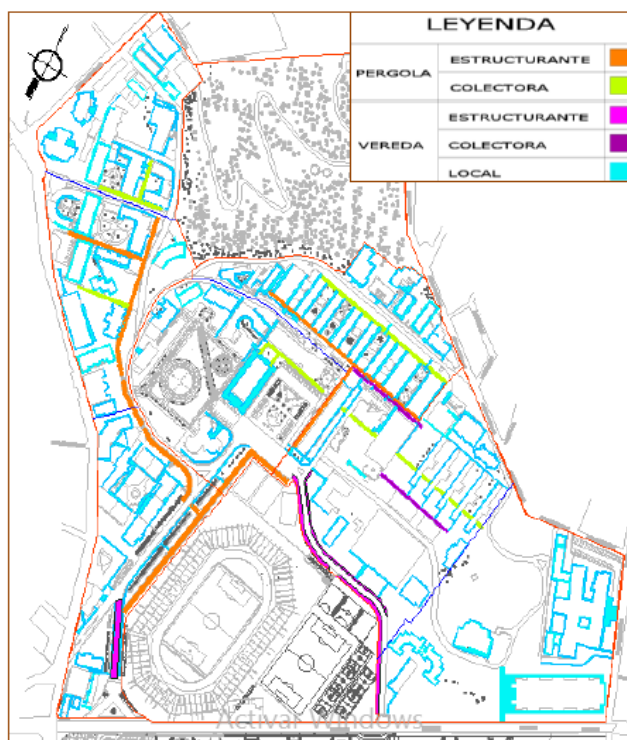 LEYENDA
PERGOLA
ESTRUCTURANTE
COLECTORA
VEREDA
ESTRUCTURANTE
COLECTORA
LOCAL
Activar Windows